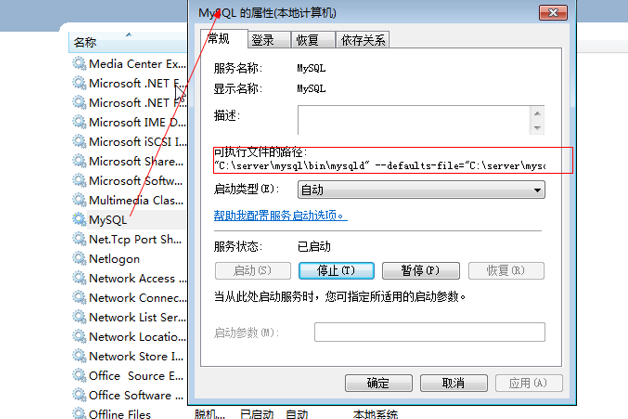 MySQL 的属性(本地计算机)
名称
Media Center Ex...
Microsoft .NET F...
Microsoft .NET F...
Microsoft IME D...
Microsoft iSCSI I...
Microsoft Share...
Microsoft Softw...
Multimedia Clas...
MySQL
Net.Tcp Port Sh...
Netlogon
Network Access ...
Network Connec...
Network List Ser...
Network Locatio...
Network Store I...
Office  Source E...
Office Software ...
Offline Files
常规 登录 恢复 依存关系
服务名称: MySQL
显示名称: MySQL
描述:
可执行文件的路径:
"C:\server\mysql\bin\mysqld" --defaults-file="C:\server\mysc
启动类型(E): 自动
帮助我配置服务启动选项。
服务状态: 已启动
启动(S) 停止(T) 暂停(P) 恢复(R)
当从此处启动服务时，您可指定所适用的启动参数。
启动参数(M):
确定 取消 应用(A)
脱机... 已启动 自动 本地系统